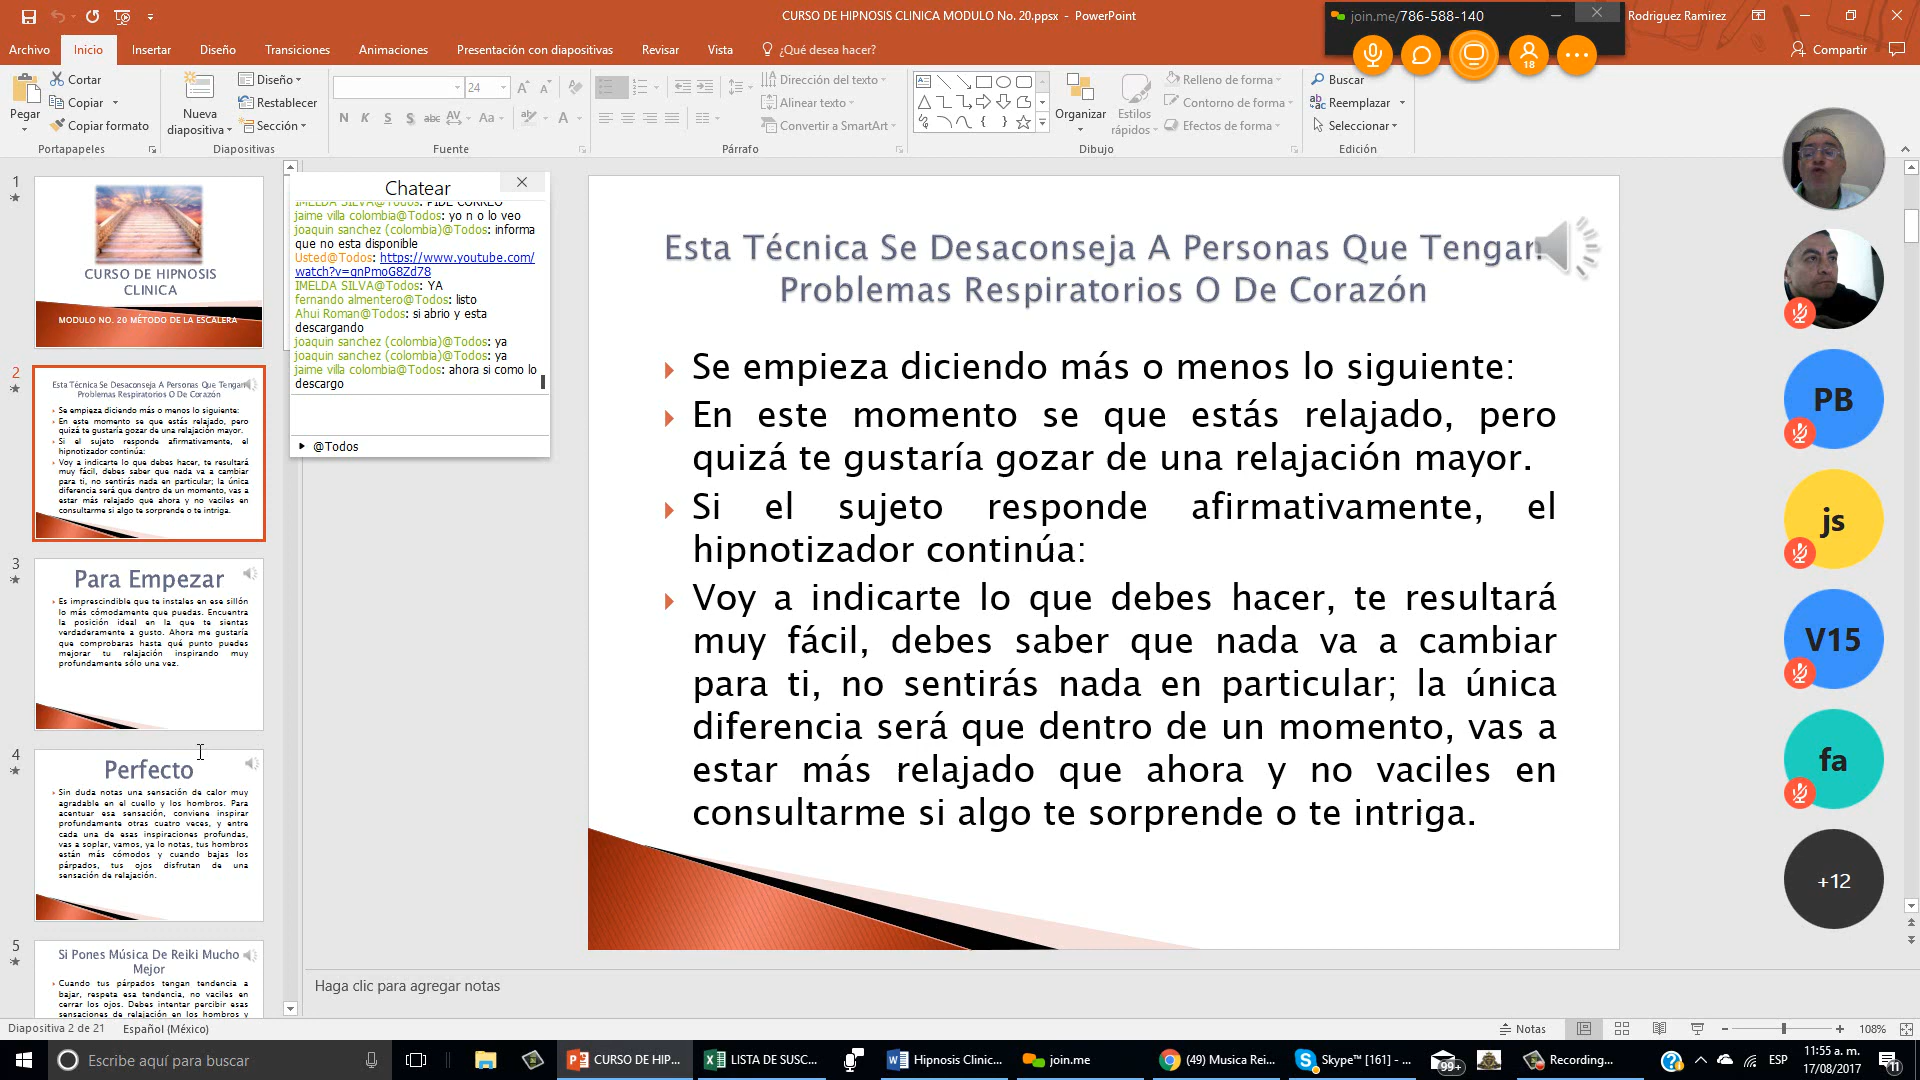 CURSO DE HIPNOSIS CLINICA MODULO No. 20.ppsx - PowerPoint
join.me/786-588-140
Rodriguez Ramirez
Archivo Inicio Insertar Diseño Transiciones Animaciones Presentación con diapositivas Revisar Vista ¿Qué desea hacer?
18
Compartir
Pegar
Cortar
Copiar
Copiar formato
Portapapeles
Nueva
diapositiva
Diseño
Restablecer
Sección
Diapositivas
24
N K S S abc AV Aa A
Fuente
Dirección del texto
Alinear texto
Convertir a SmartArt
Párrafo
Organizar
Estilos
rápidos
Relleno de forma
Contorno de forma
Efectos de forma
Dibujo
Buscar
Reemplazar
Seleccionar
Edición
1
CURSO DE HIPNOSIS
CLINICA
MODULO NO. 20 MÉTODO DE LA ESCALERA
2
Esta Técnica Se Desaconseja A Personas Que Tengan
Problemas Respiratorios O De Corazón
Se empieza diciendo más o menos lo siguiente:
En este momento se que estás relajado, pero
quizá te gustaría gozar de una relajación mayor.
Si el sujeto responde afirmativamente, el
hipnotizador continúa:
Voy a indicarte lo que debes hacer, te resultará
muy fácil, debes saber que nada va a cambiar
para ti, no sentirás nada en particular; la única
diferencia será que dentro de un momento, vas a
estar más relajado que ahora y no vaciles en
consultarme si algo te sorprende o te intriga.
3
Para Empezar
Es imprescindible que te instales en ese sillón
lo más cómodamente que puedas. Encuentra
la posición ideal en la que te sientas
verdaderamente a gusto. Ahora me gustaría
que comprobaras hasta qué punto puedes
mejorar tu relajación inspirando muy
profundamente sólo una vez.
4
Perfecto
Sin duda notas una sensación de calor muy
agradable en el cuello y los hombros. Para
acentuar esa sensación, conviene inspirar
profundamente otras cuatro veces, y entre
cada una de esas inspiraciones profundas,
vas a soplar, vamos, ya lo notas, tus hombros
están más cómodos y cuando bajas los
párpados, tus ojos disfrutan de una
sensación de relajación.
5
Si Pones Música De Reiki Mucho
Mejor
Cuando tus párpados tengan tendencia a
bajar, respeta esa tendencia, no vaciles en
cerrar los ojos. Debes intentar percibir esas
sensaciones de relajación en los hombros y
Chatear
IMELDA SILVA@Todos: PIDE CORREO
jaime villa colombia@Todos: yo n o lo veo
joaquin sanchez (colombia)@Todos: informa
que no esta disponible
Usted@Todos: https://www.youtube.com/
watch?v=qnPmoG8Zd78
IMELDA SILVA@Todos: YA
fernando almentero@Todos: listo
Ahui Roman@Todos: si abrio y esta
descargando
joaquin sanchez (colombia)@Todos: ya
joaquin sanchez (colombia)@Todos: ya
jaime villa colombia@Todos: ahora si como lo
descargo
@Todos
Esta Técnica Se Desaconseja A Personas Que Tengan
Problemas Respiratorios O De Corazón
Se empieza diciendo más o menos lo siguiente:
En este momento se que estás relajado, pero
quizá te gustaría gozar de una relajación mayor.
Si el sujeto responde afirmativamente, el
hipnotizador continúa:
Voy a indicarte lo que debes hacer, te resultará
muy fácil, debes saber que nada va a cambiar
para ti, no sentirás nada en particular; la única
diferencia será que dentro de un momento, vas a
estar más relajado que ahora y no vaciles en
consultarme si algo te sorprende o te intriga.
PB
js
V15
fa
+12
Haga clic para agregar notas
Diapositiva 2 de 21 Español (México)
Notas
108%
Escribe aquí para buscar
CURSO DE HIP...
LISTA DE SUSC...
Hipnosis Clinic...
join.me
(49) Musica Rei...
Skype™ [161] - ...
99+
Recording...
ESP
11:55 a. m.
17/08/2017
11